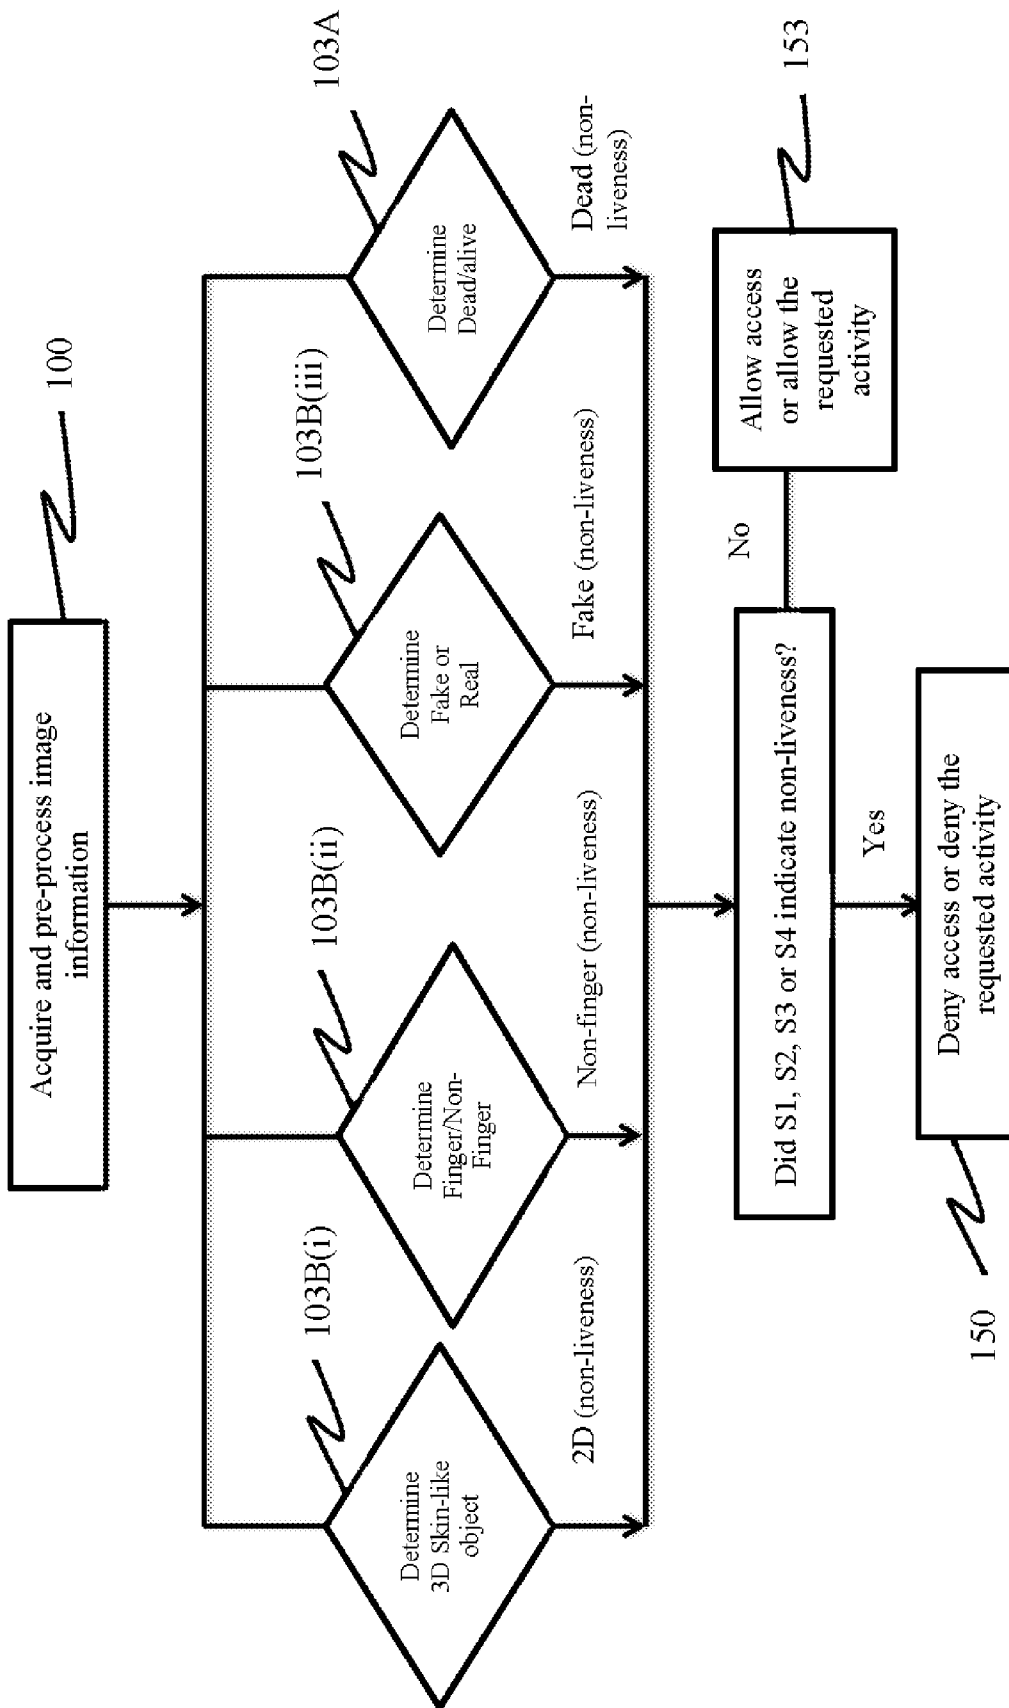 Acquire and pre-process image
information
100
103B(i)
103B(ii)
103B(iii)
103A
Determine
3D Skin-like
object
Determine
Finger/Non-
Finger
Determine
Fake or
Real
Determine
Dead/alive
2D (non-liveness)
Non-finger (non-liveness)
Fake (non-liveness)
Dead (non-
liveness)
Did S1, S2, S3 or S4 indicate non-liveness?
No
Allow access
or allow the
requested
activity
153
Yes
Deny access or deny the
requested activity
150